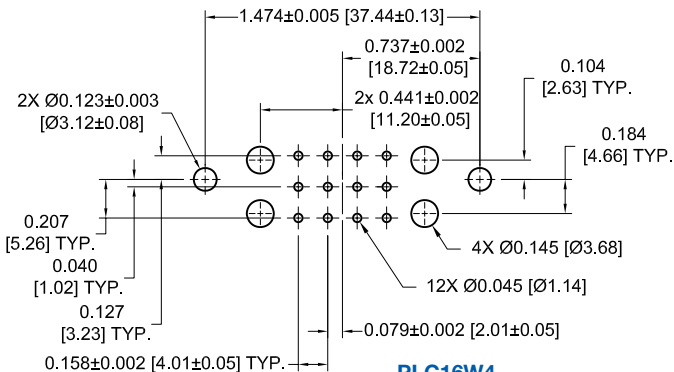 1.474±0.005 [37.44±0.13]
0.737±0.002
[18.72±0.05]
0.104
[2.63] TYP.
2X Ø0.123±0.003
[Ø3.12±0.08]
2x 0.441±0.002
[11.20±0.05]
0.184
[4.66] TYP.
0.207
[5.26] TYP.
0.040
[1.02] TYP.
0.127
[3.23] TYP.
4X Ø0.145 [Ø3.68]
12X Ø0.045 [Ø1.14]
0.079±0.002 [2.01±0.05]
0.158±0.002 [4.01±0.05] TYP.
PLC16W4